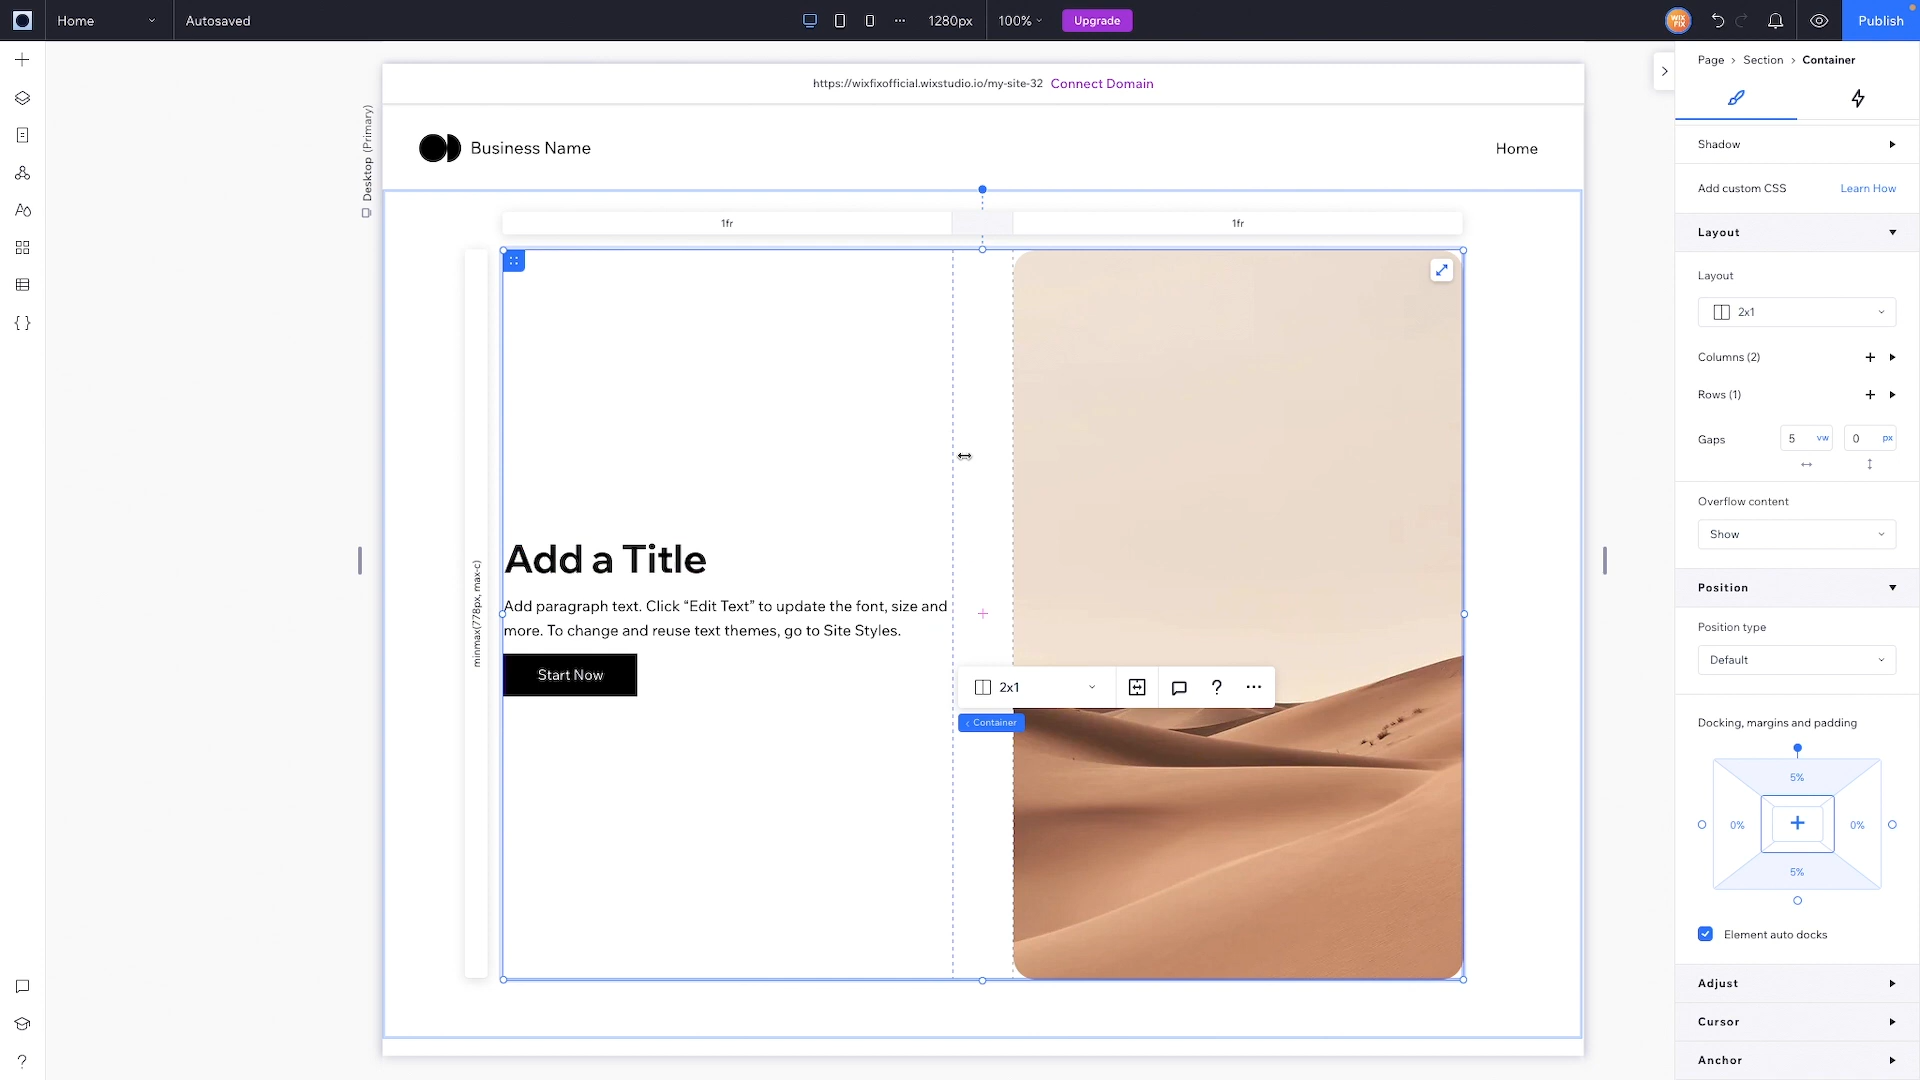 Home
Autosaved
1280px
100%
Upgrade
WIX
FIX
Publish
https://wixfixofficial.wixstudio.io/my-site-32 Connect Domain
Desktop (Primary)
Business Name
Home
1fr
1fr
minmax(778px, max-c)
Add a Title
Add paragraph text. Click “Edit Text” to update the font, size and
more. To change and reuse text themes, go to Site Styles.
Start Now
2x1
?
‹ Container
Page › Section › Container
Shadow
Add custom CSS
Learn How
Layout
Layout
2x1
Columns (2)
Rows (1)
Gaps
5 vw
0 px
Overflow content
Show
Position
Position type
Default
Docking, margins and padding
5%
0%
0%
5%
Element auto docks
Adjust
Cursor
Anchor